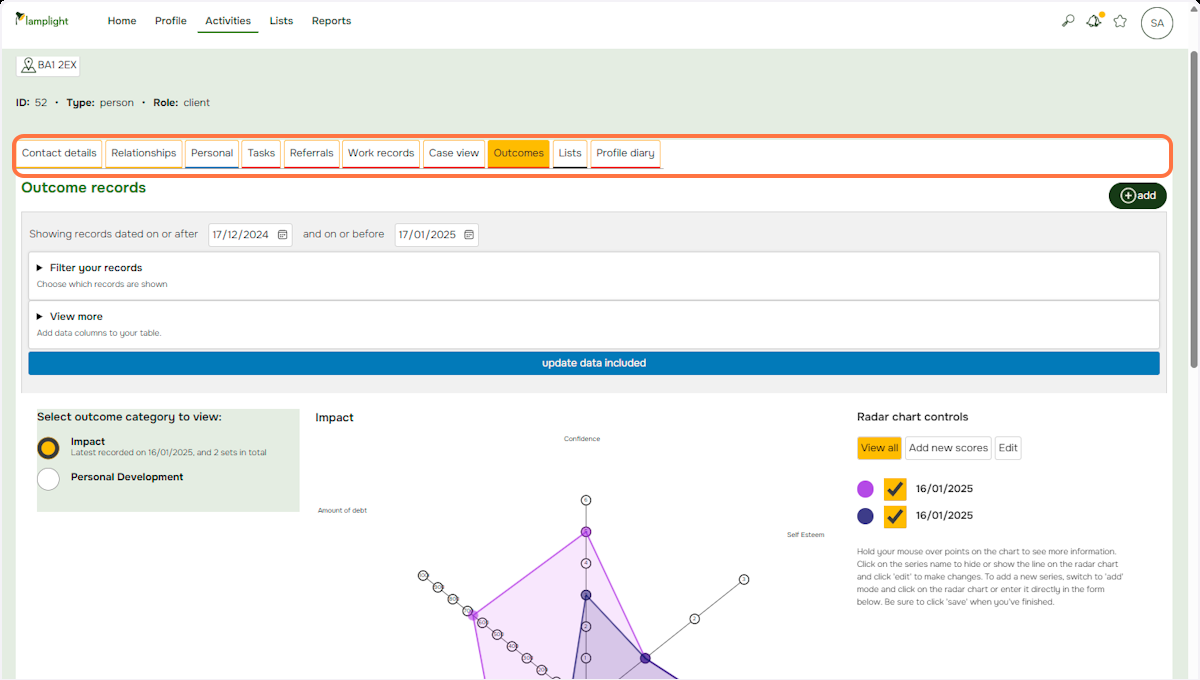 lamplight Home Profile Activities Lists Reports SA
BA1 2EX
ID: 52 • Type: person • Role: client
Contact details Relationships Personal Tasks Referrals Work records Case view Outcomes Lists Profile diary
Outcome records
add
Showing records dated on or after 17/12/2024 and on or before 17/01/2025
Filter your records
Choose which records are shown
View more
Add data columns to your table.
update data included
Select outcome category to view:
Impact
Latest recorded on 16/01/2025, and 2 sets in total
Personal Development
Impact
Confidence
Amount of debt
Self Esteem
4
2
1
3
2
Radar chart controls
View all Add new scores Edit
16/01/2025
16/01/2025
Hold your mouse over points on the chart to see more information.
Click on the series name to hide or show the line on the radar chart
and click 'edit' to make changes. To add a new series, switch to 'add'
mode and click on the radar chart or enter it directly in the form
below. Be sure to click 'save' when you've finished.